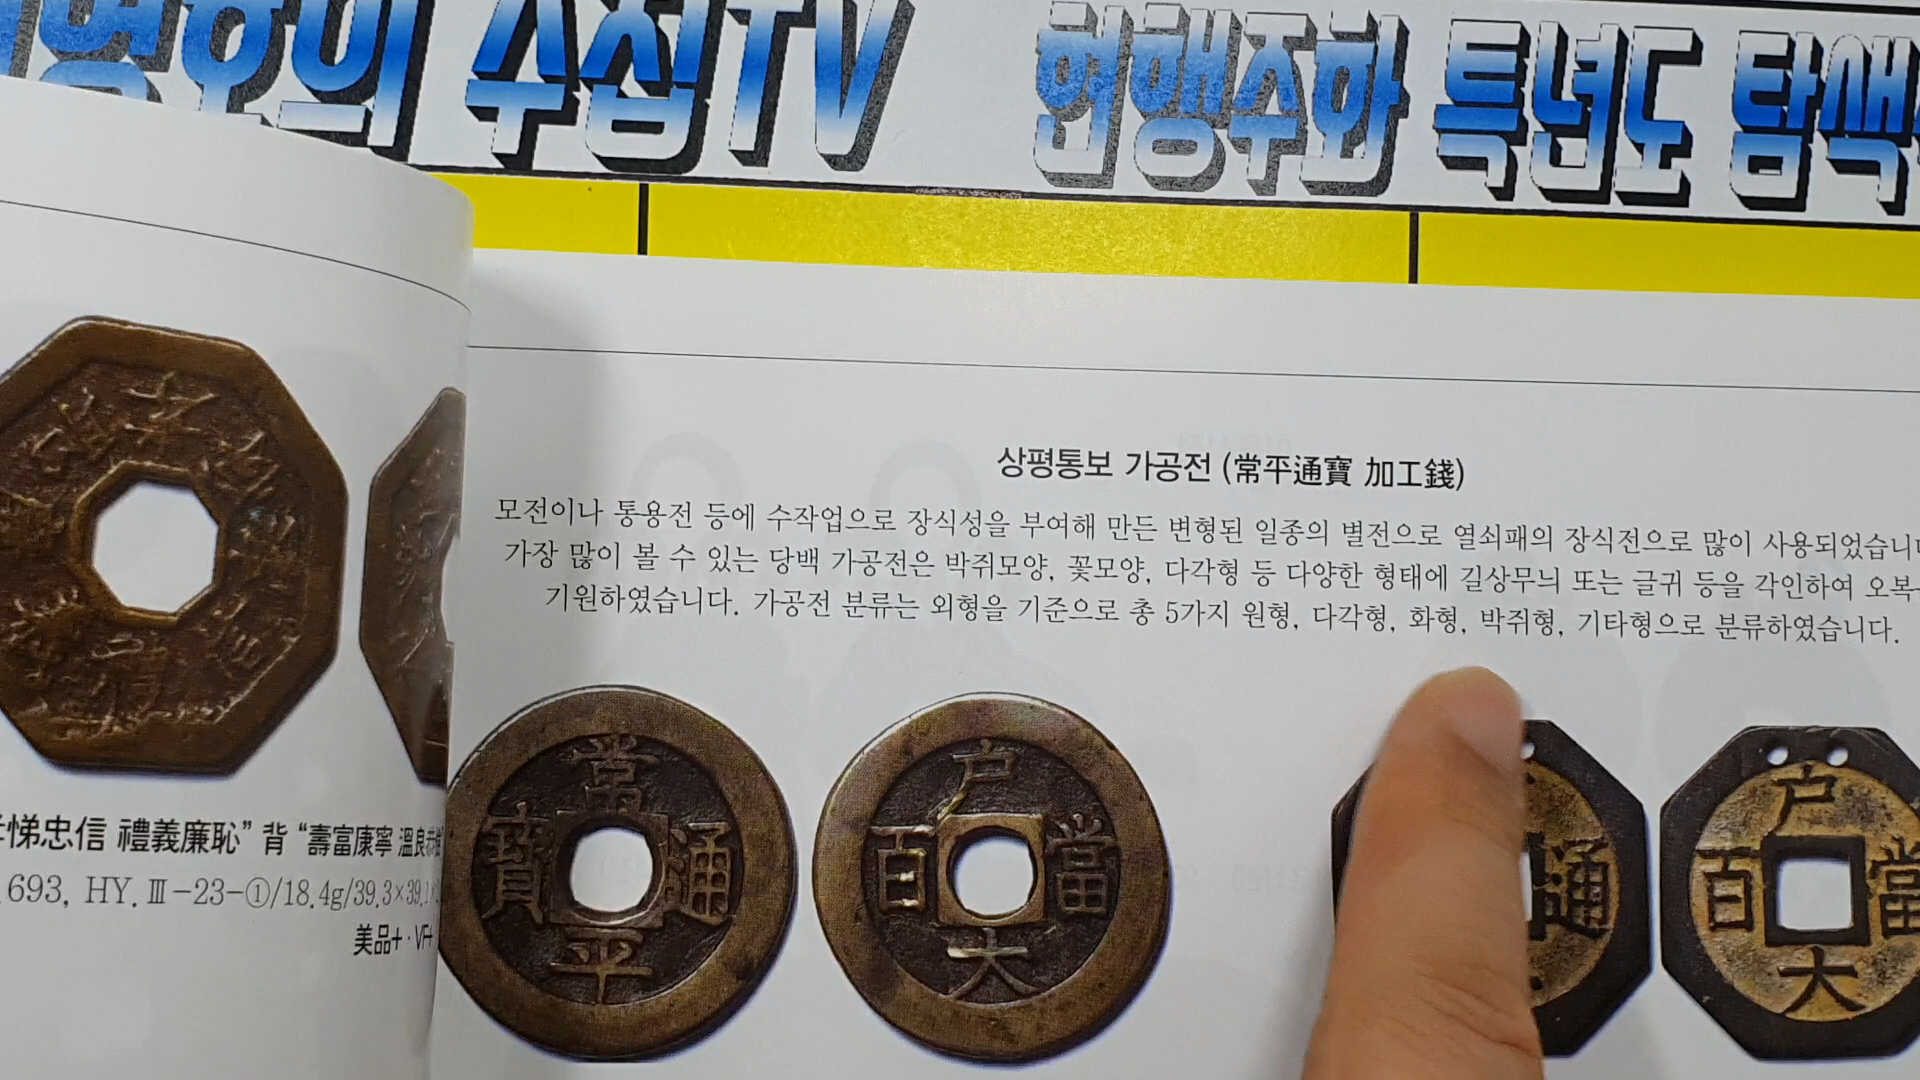 의 수집TV
현행주화 특년도 탐색
상평통보 가공전 (常平通寶 加工錢)
모전이나 통용전 등에 수작업으로 장식성을 부여해 만든 변형된 일종의 별전으로 열쇠패의 장식전으로 많이 사용되었습니
가장 많이 볼 수 있는 당백 가공전은 박쥐모양, 꽃모양, 다각형 등 다양한 형태에 길상무늬 또는 글귀 등을 각인하여 오복
기원하였습니다. 가공전 분류는 외형을 기준으로 총 5가지 원형, 다각형, 화형, 박쥐형, 기타형으로 분류하였습니다.
悌忠信 禮義廉恥” 背 “壽富康寧 溫良恭
693, HY. Ⅲ-23-①/18.4g/39.3×39.1
美品+·VF+
常平通寶
戶大當百
通
戶大當百